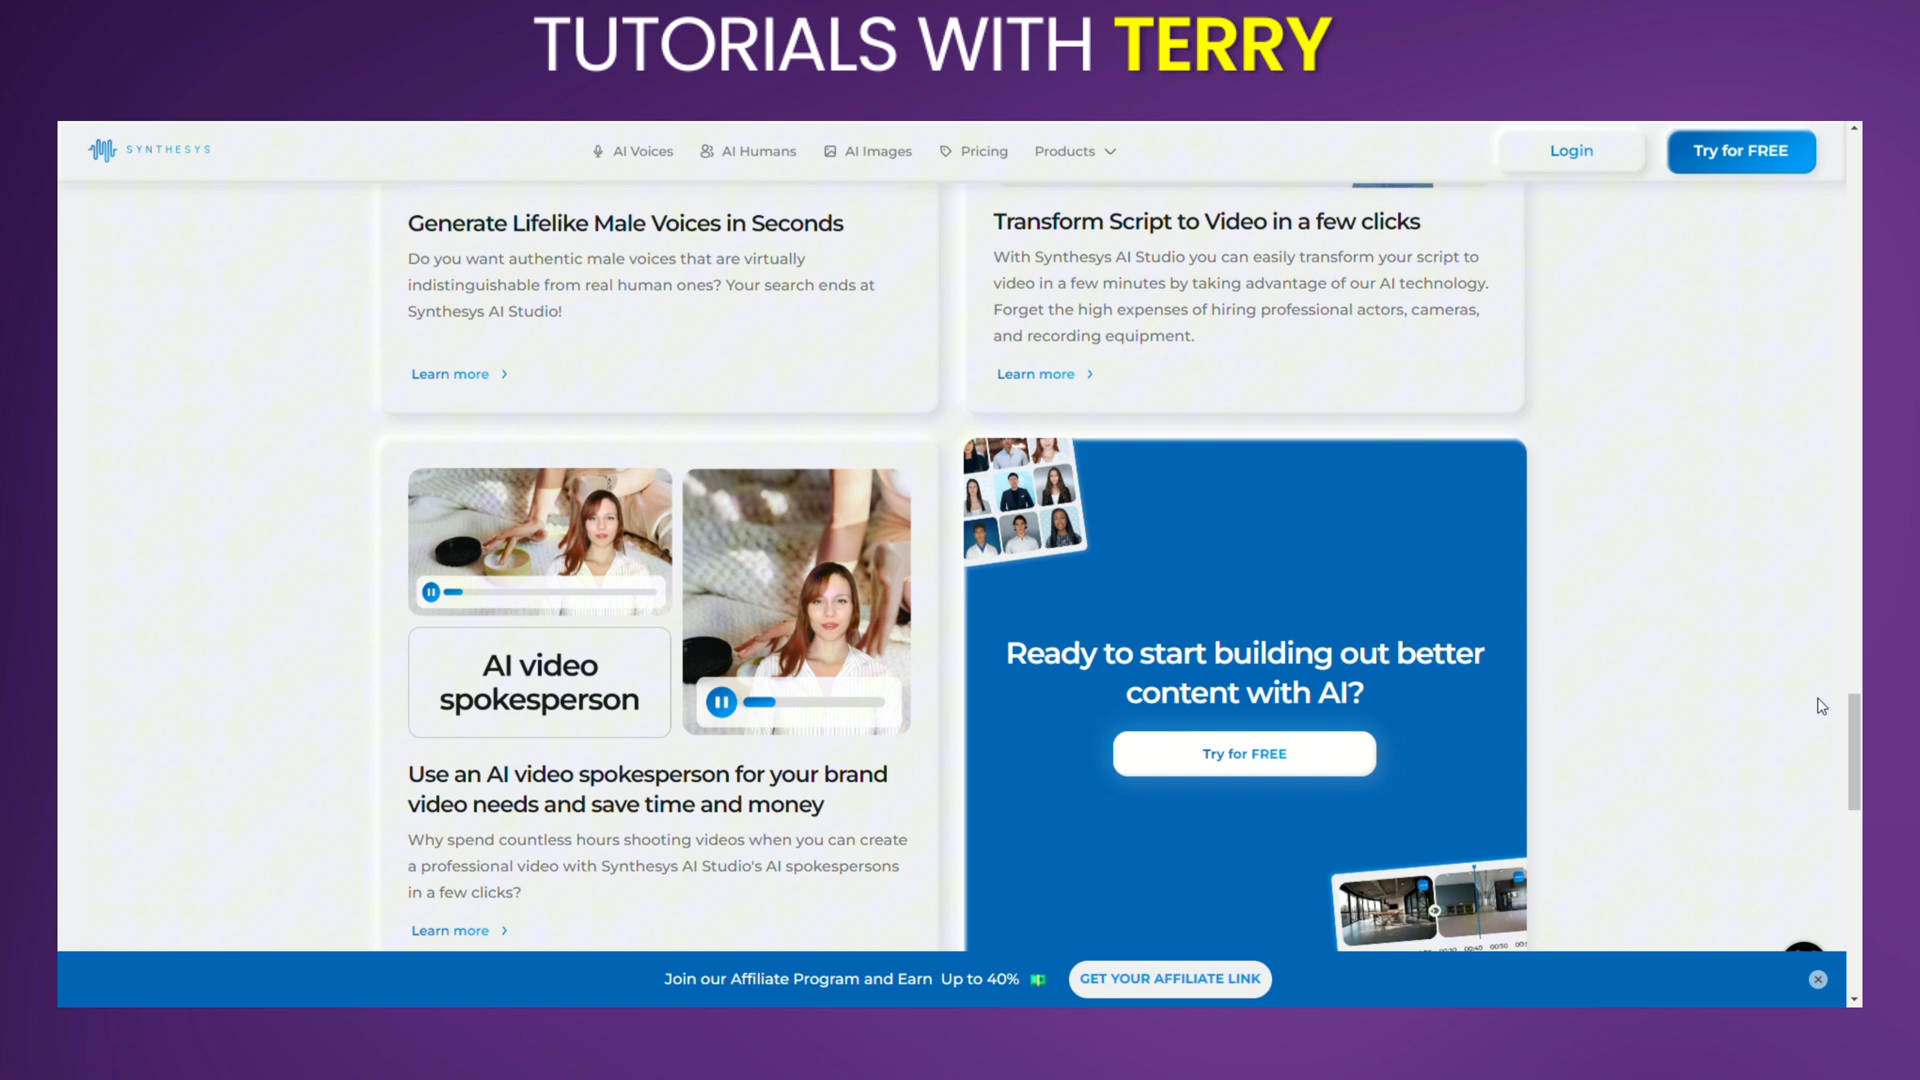 TUTORIALS WITH TERRY
SYNTHESYS
AI Voices
AI Humans
AI Images
Pricing
Products
Login
Try for FREE
Generate Lifelike Male Voices in Seconds
Do you want authentic male voices that are virtually
indistinguishable from real human ones? Your search ends at
Synthesys AI Studio!
Learn more
Transform Script to Video in a few clicks
With Synthesys AI Studio you can easily transform your script to
video in a few minutes by taking advantage of our AI technology.
Forget the high expenses of hiring professional actors, cameras,
and recording equipment.
Learn more
AI video
spokesperson
Use an AI video spokesperson for your brand
video needs and save time and money
Why spend countless hours shooting videos when you can create
a professional video with Synthesys AI Studio's AI spokespersons
in a few clicks?
Learn more
Ready to start building out better
content with AI?
Try for FREE
00:40 00:50
Join our Affiliate Program and Earn Up to 40%
GET YOUR AFFILIATE LINK